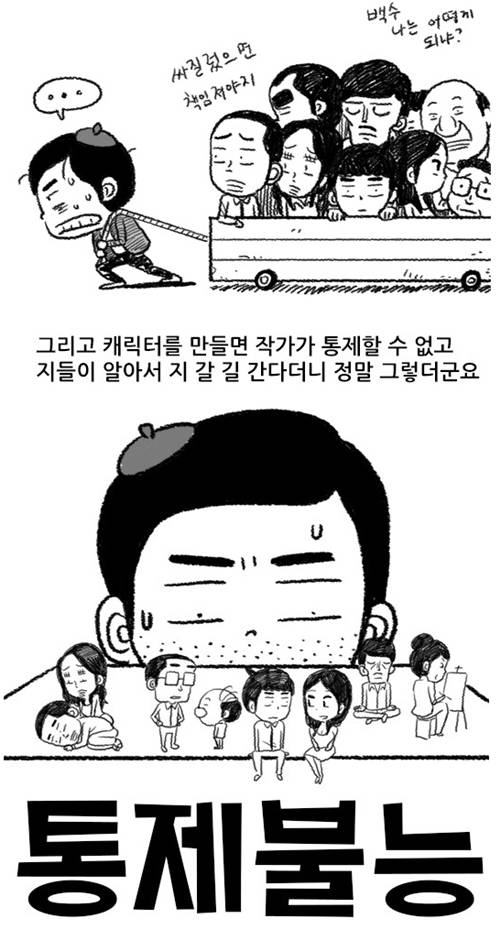 백수
나는 어떻게
되냐?
싸질렀으면
책임져야지
...
그리고 캐릭터를 만들면 작가가 통제할 수 없고
지들이 알아서 지 갈 길 간다더니 정말 그렇더군요
통제불능